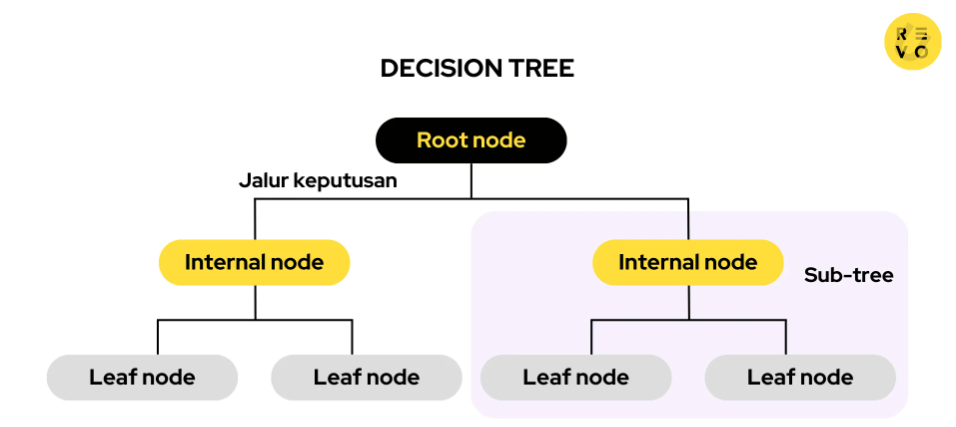 RE
VO
DECISION TREE
Root node
Jalur keputusan
Internal node
Internal node
Sub-tree
Leaf node
Leaf node
Leaf node
Leaf node